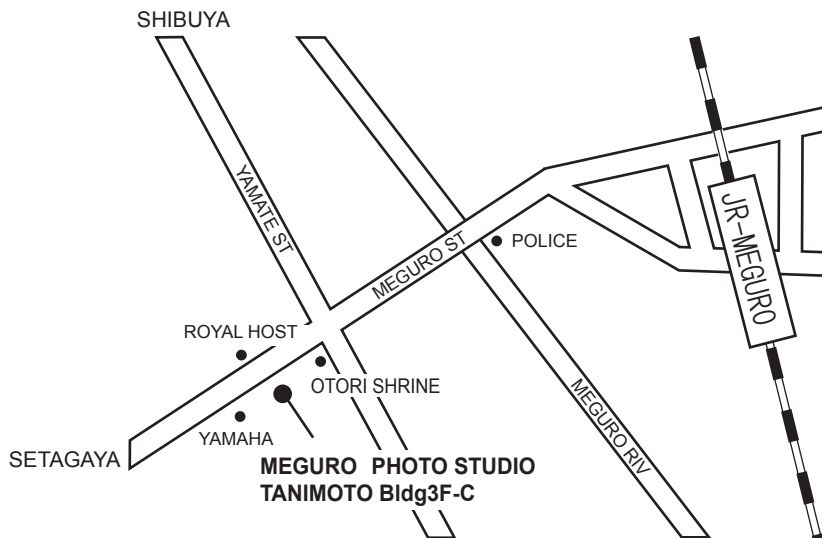 SHIBUYA
YAMATE ST
MEGURO ST
POLICE
JR-MEGURO
ROYAL HOST
OTORI SHRINE
YAMAHA
MEGURO RIV
SETAGAYA
MEGURO PHOTO STUDIO
TANIMOTO Bldg3F-C